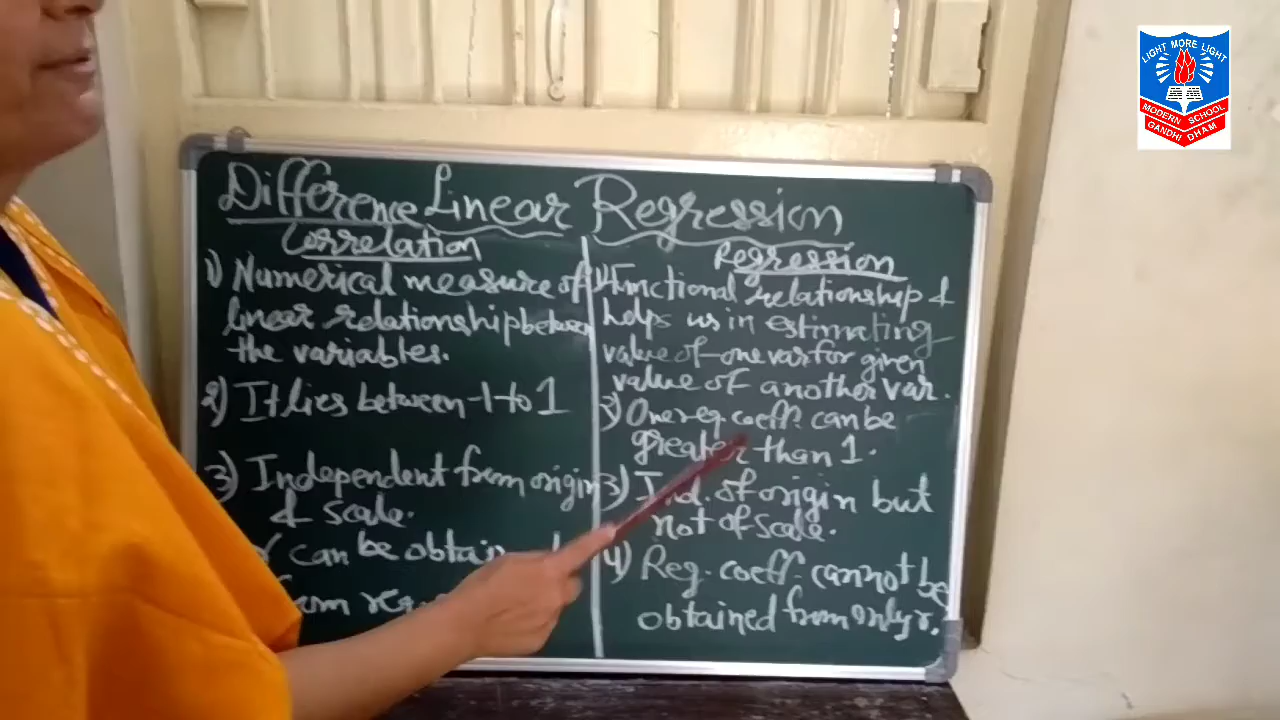 LIGHT MORE LIGHT
MODERN SCHOOL
GANDHI DHAM
Difference Linear Regression
Correlation
1) Numerical measure of
linear relationship between
the variables.
2) It lies between -1 to 1
3) Independent from origin
& scale.
r can be obtain
from
Regression
1) Functional relationship &
helps us in estimating
value of one var for given
value of another var.
2) One reg. coeff. can be
greater than 1.
3) Ind. of origin but
not of scale.
4) Reg. coeff. cannot be
obtained from only r.